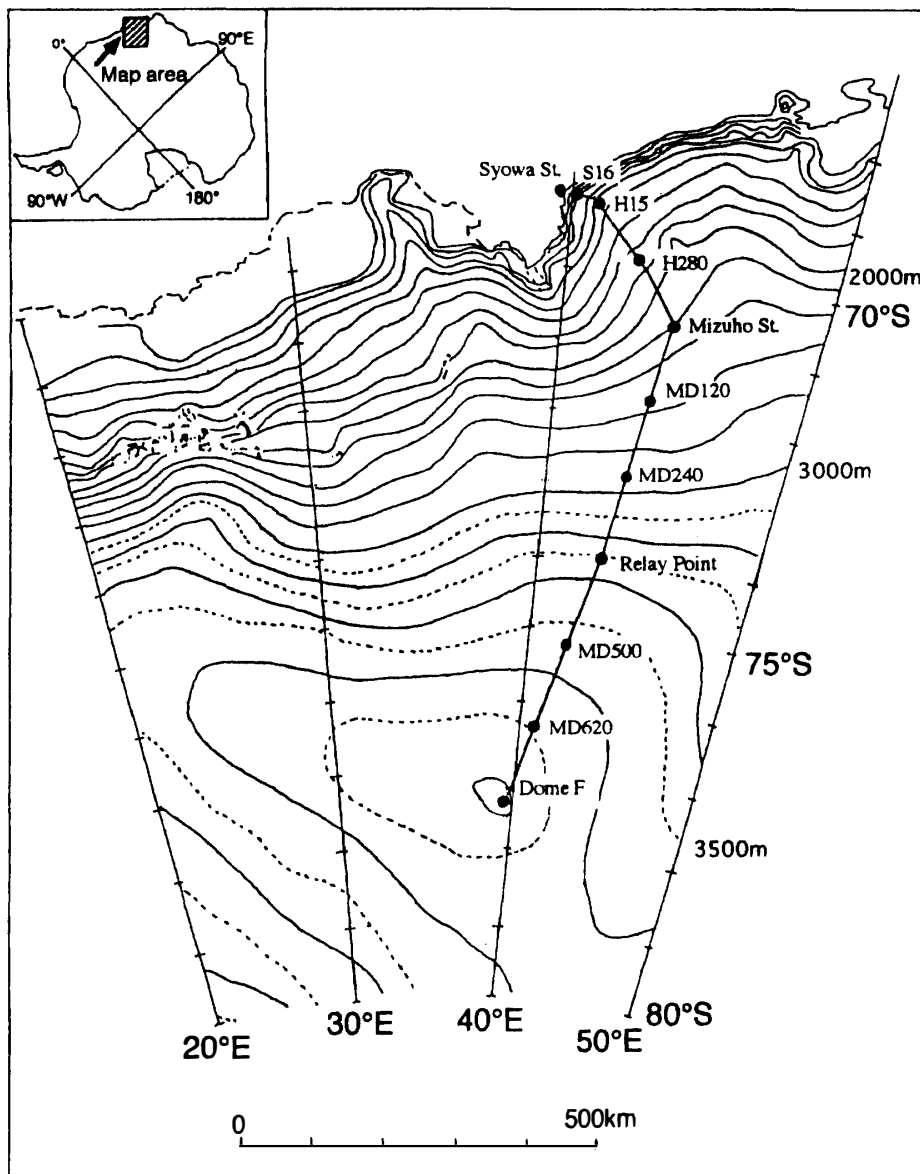 0°
90°E
Map area
90°W
180°
Syowa St.
S16
H15
H280
2000m
70°S
Mizuho St.
MD120
3000m
MD240
Relay Point
MD500
75°S
MD620
Dome F
3500m
80°S
20°E
30°E
40°E
50°E
0
500km